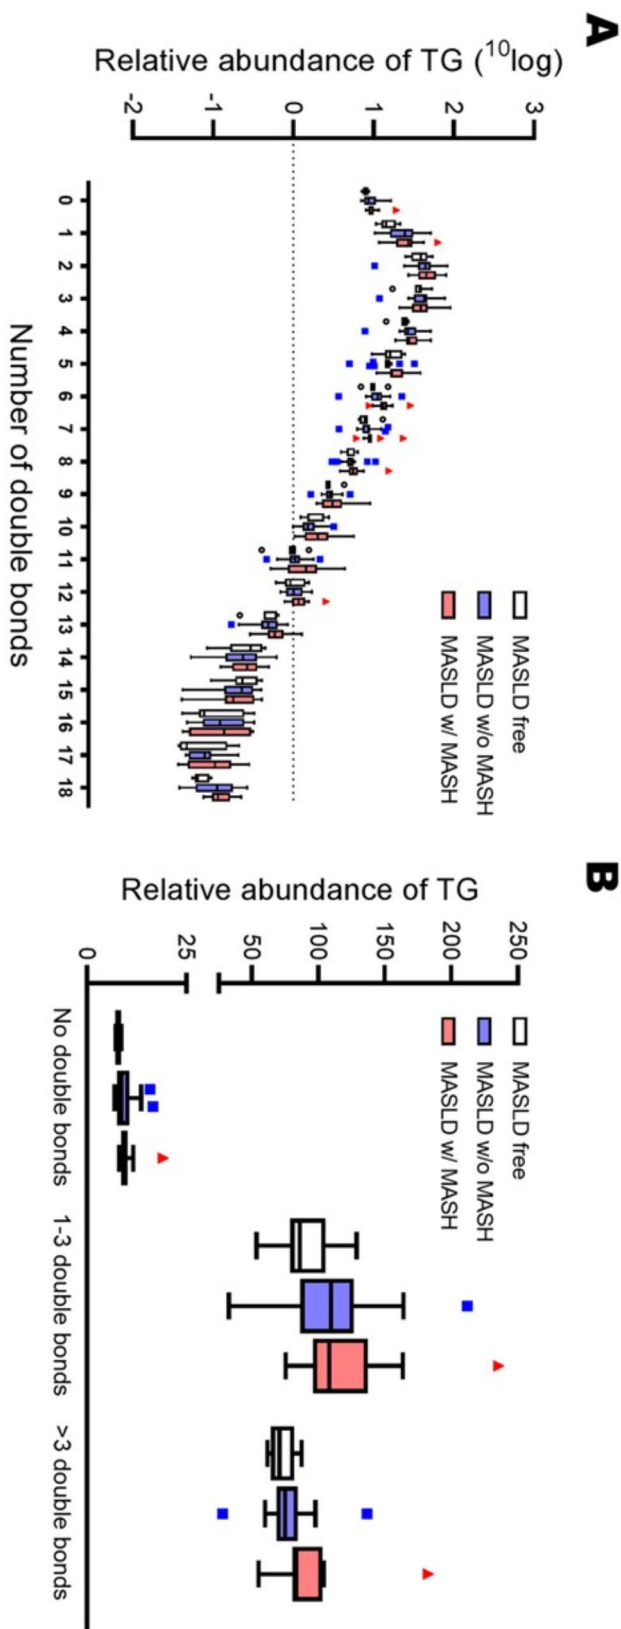 A
Relative abundance of TG (¹⁰log)
3
2
1
0
-1
-2
0 1 2 3 4 5 6 7 8 9 10 11 12 13 14 15 16 17 18
Number of double bonds
MASLD free
MASLD w/o MASH
MASLD w/ MASH
B
Relative abundance of TG
250
200
150
100
50
25
0
No double bonds 1-3 double bonds >3 double bonds
MASLD free
MASLD w/o MASH
MASLD w/ MASH